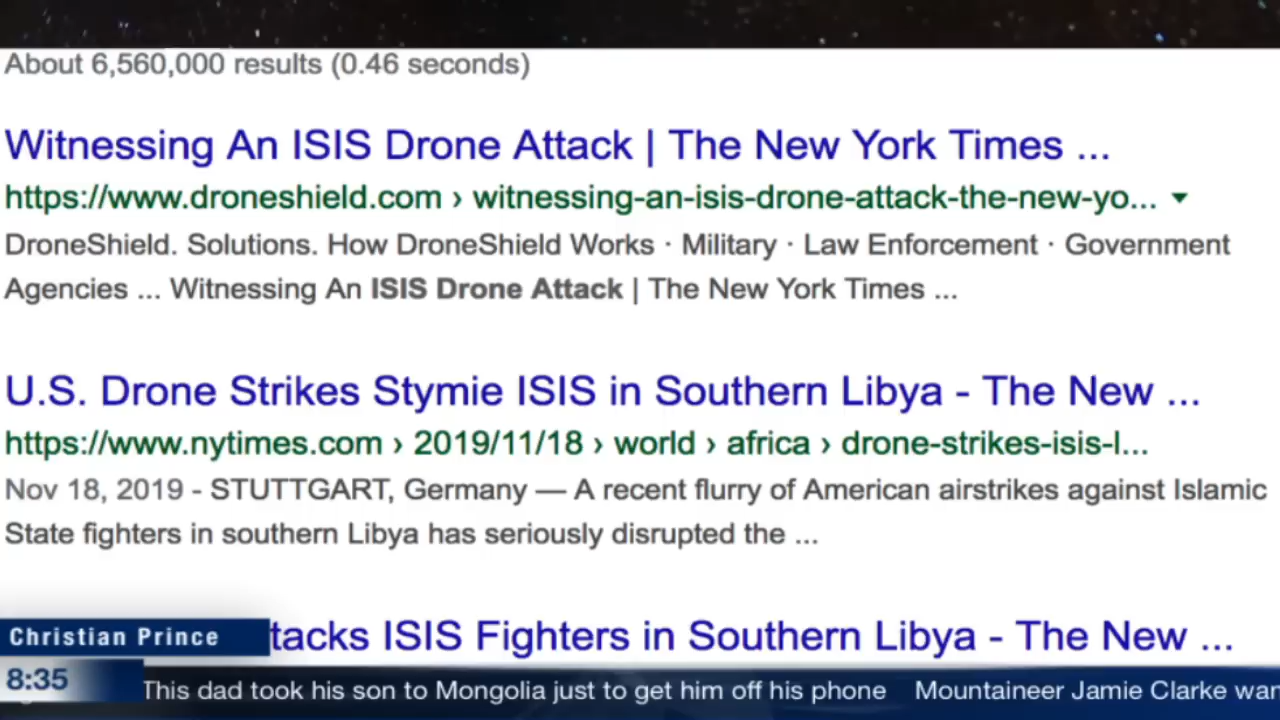 About 6,560,000 results (0.46 seconds)
Witnessing An ISIS Drone Attack | The New York Times ...
https://www.droneshield.com › witnessing-an-isis-drone-attack-the-new-yo...
DroneShield. Solutions. How DroneShield Works · Military · Law Enforcement · Government
Agencies ... Witnessing An ISIS Drone Attack | The New York Times ...
U.S. Drone Strikes Stymie ISIS in Southern Libya - The New ...
https://www.nytimes.com › 2019/11/18 › world › africa › drone-strikes-isis-l...
Nov 18, 2019 - STUTTGART, Germany — A recent flurry of American airstrikes against Islamic
State fighters in southern Libya has seriously disrupted the ...
tacks ISIS Fighters in Southern Libya - The New ...
Christian Prince
8:35
This dad took his son to Mongolia just to get him off his phone Mountaineer Jamie Clarke wan